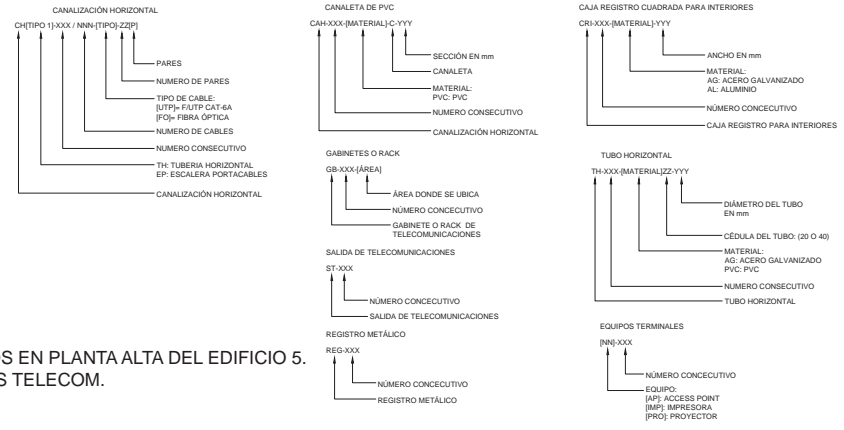 CANALIZACIÓN HORIZONTAL
CH[TIPO 1]-XXX / NNN-[TIPO]-ZZ[P]
PARES
NUMERO DE PARES
TIPO DE CABLE:
[UTP]= F/UTP CAT-6A
[FO]= FIBRA ÓPTICA
NUMERO DE CABLES
NUMERO CONSECUTIVO
TH: TUBERIA HORIZONTAL
EP: ESCALERA PORTACABLES
CANALIZACIÓN HORIZONTAL
OS EN PLANTA ALTA DEL EDIFICIO 5.
S TELECOM.
CANALETA DE PVC
CAH-XXX-[MATERIAL]-C-YYY
SECCIÓN EN mm
CANALETA
MATERIAL:
PVC: PVC
NUMERO CONSECUTIVO
CANALIZACIÓN HORIZONTAL
GABINETES O RACK
GB-XXX-[ÁREA]
ÁREA DONDE SE UBICA
NÚMERO CONCECUTIVO
GABINETE O RACK DE
TELECOMUNICACIONES
SALIDA DE TELECOMUNICACIONES
ST-XXX
NÚMERO CONCECUTIVO
SALIDA DE TELECOMUNICACIONES
REGISTRO METÁLICO
REG-XXX
NÚMERO CONCECUTIVO
REGISTRO METÁLICO
CAJA REGISTRO CUADRADA PARA INTERIORES
CRI-XXX-[MATERIAL]-YYY
ANCHO EN mm
MATERIAL:
AG: ACERO GALVANIZADO
AL: ALUMINIO
NÚMERO CONCECUTIVO
CAJA REGISTRO PARA INTERIORES
TUBO HORIZONTAL
TH-XXX-[MATERIAL]ZZ-YYY
DIÁMETRO DEL TUBO
EN mm
CÉDULA DEL TUBO: (20 O 40)
MATERIAL:
AG: ACERO GALVANIZADO
PVC: PVC
NUMERO CONSECUTIVO
TUBO HORIZONTAL
EQUIPOS TERMINALES
[NN]-XXX
NÚMERO CONCECUTIVO
EQUIPO:
[AP]: ACCESS POINT
[IMP]: IMPRESORA
[PRO]: PROYECTOR